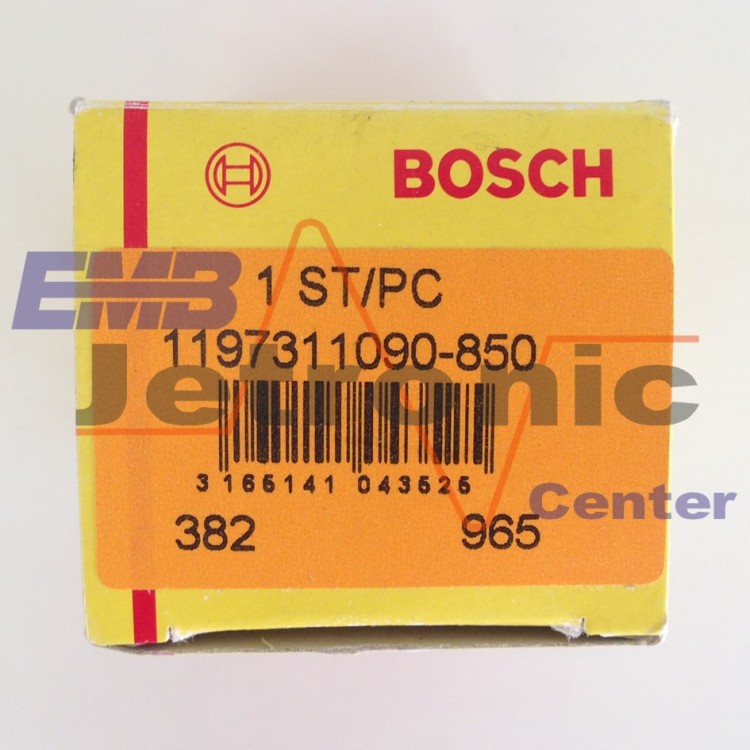 BOSCH
EMB
1 ST/PC
1197311090-850
Jetronic
3 165141 043525
Center
382 965